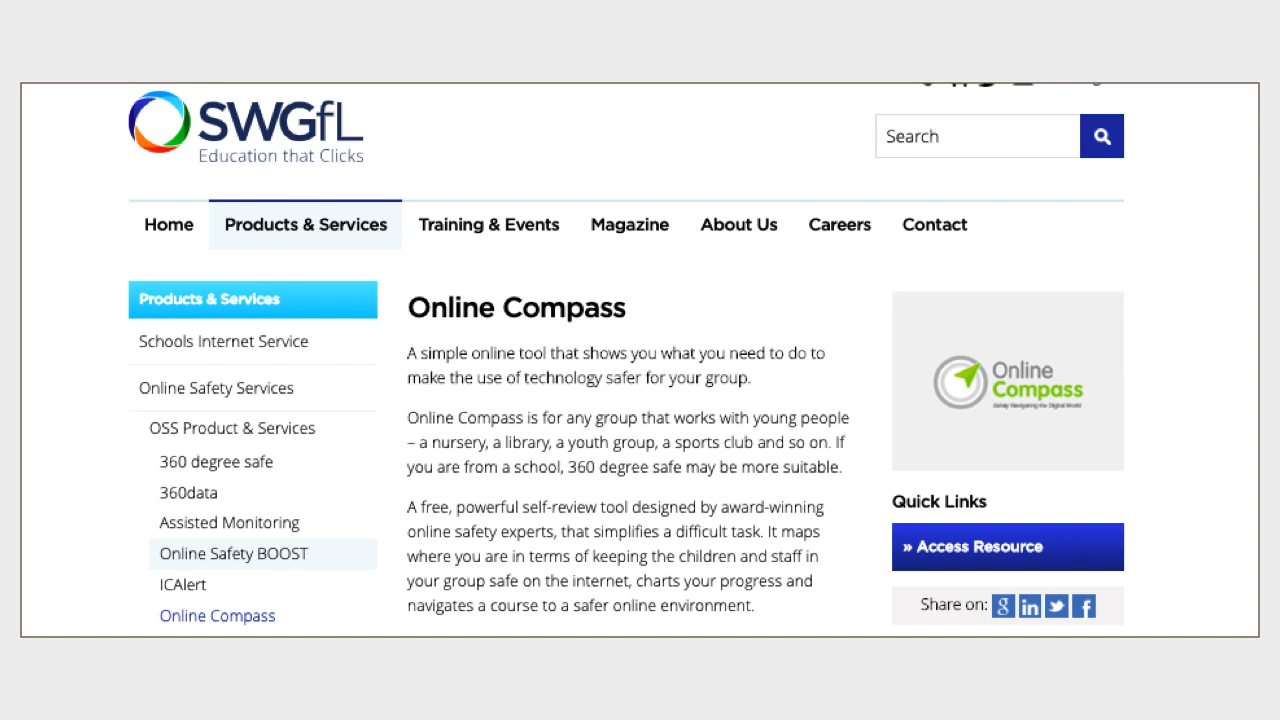 SWGfL
Education that Clicks
Search
Home Products & Services Training & Events Magazine About Us Careers Contact
Products & Services
Schools Internet Service
Online Safety Services
OSS Product & Services
360 degree safe
360data
Assisted Monitoring
Online Safety BOOST
ICAlert
Online Compass
Online Compass
A simple online tool that shows you what you need to do to
make the use of technology safer for your group.
Online Compass is for any group that works with young people
– a nursery, a library, a youth group, a sports club and so on. If
you are from a school, 360 degree safe may be more suitable.
A free, powerful self-review tool designed by award-winning
online safety experts, that simplifies a difficult task. It maps
where you are in terms of keeping the children and staff in
your group safe on the internet, charts your progress and
navigates a course to a safer online environment.
Online
Compass
Safely Navigating the Digital World
Quick Links
» Access Resource
Share on: